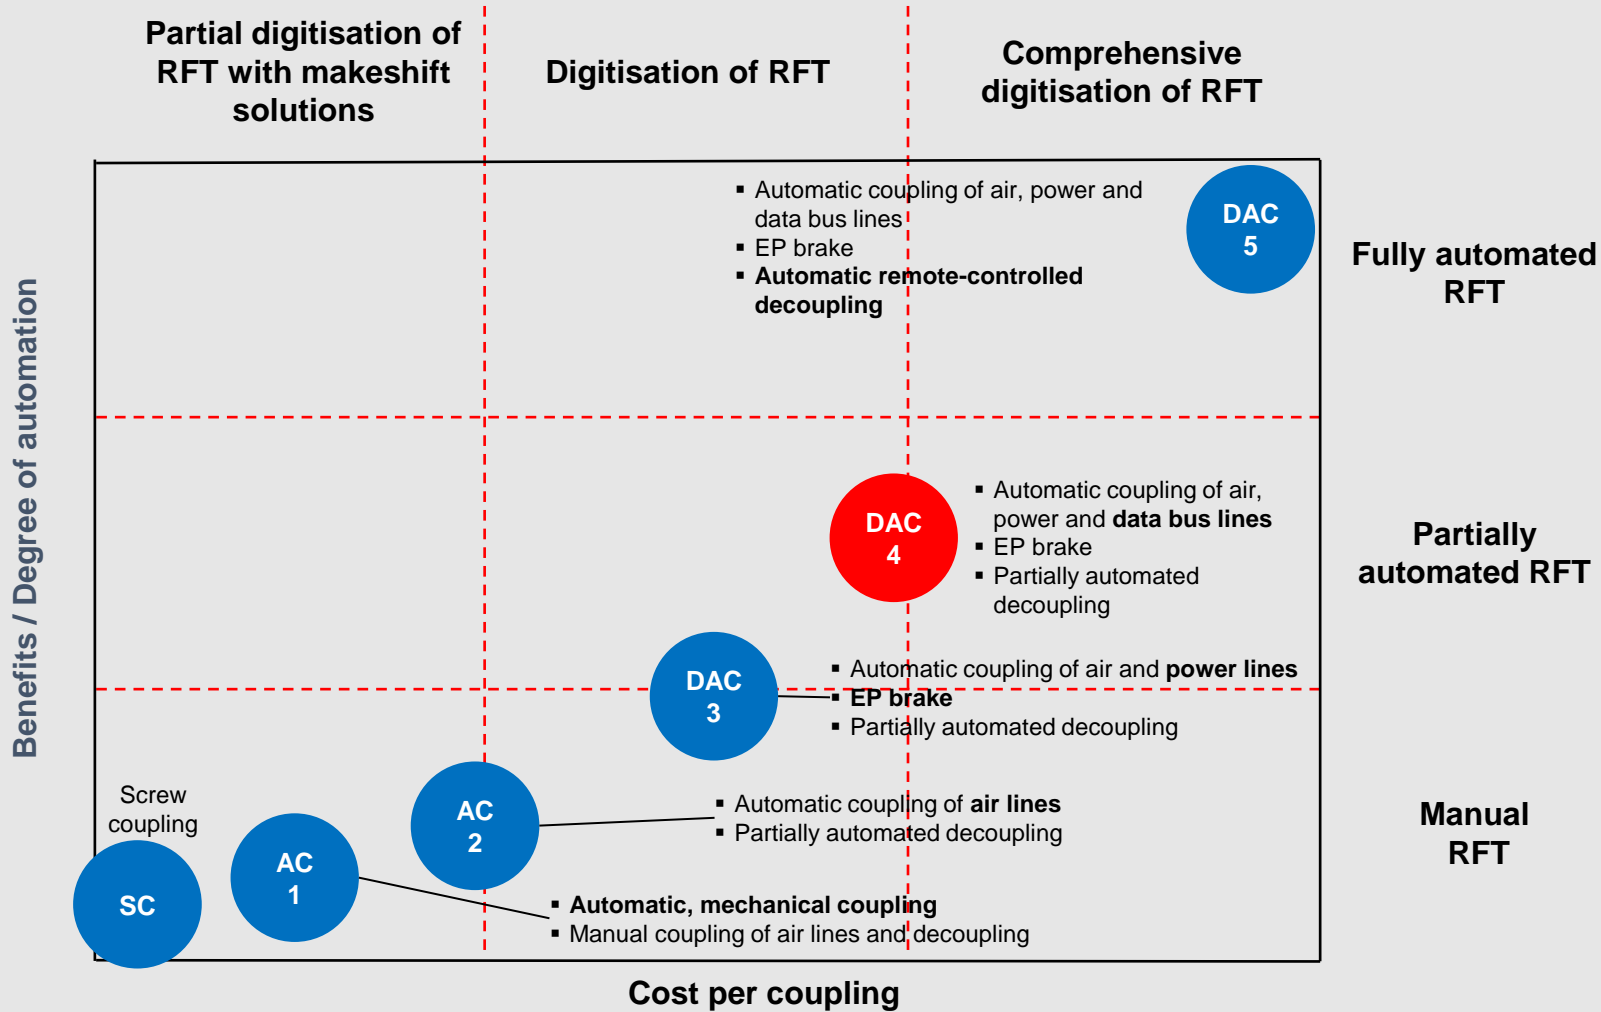 Partial digitisation of
RFT with makeshift
solutions
Digitisation of RFT
Comprehensive
digitisation of RFT
Benefits / Degree of automation
▪ Automatic coupling of air, power and
data bus lines
▪ EP brake
▪ Automatic remote-controlled
decoupling
DAC
5
Fully automated
RFT
DAC
4
▪ Automatic coupling of air,
power and data bus lines
▪ EP brake
▪ Partially automated
decoupling
Partially
automated RFT
DAC
3
▪ Automatic coupling of air and power lines
▪ EP brake
▪ Partially automated decoupling
AC
2
▪ Automatic coupling of air lines
▪ Partially automated decoupling
Manual
RFT
Screw
coupling
SC
AC
1
▪ Automatic, mechanical coupling
▪ Manual coupling of air lines and decoupling
Cost per coupling